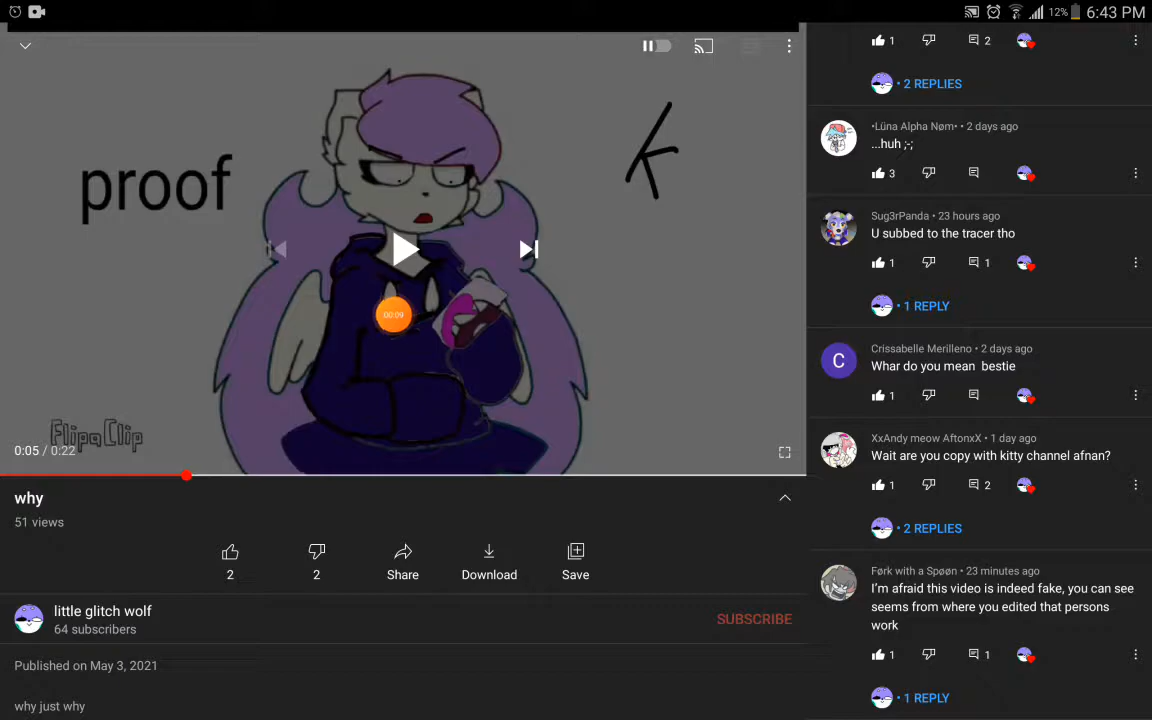 12% 6:43 PM
proof
k
00:09
FlipaClip
0:05 / 0:22
why
51 views
2
2
Share
Download
Save
little glitch wolf
64 subscribers
SUBSCRIBE
Published on May 3, 2021
why just why
1 2
• 2 REPLIES
•Lüna Alpha Nøm• • 2 days ago
...huh ;-;
3
Sug3rPanda • 23 hours ago
U subbed to the tracer tho
1 1
• 1 REPLY
C
Crissabelle Merilleno • 2 days ago
Whar do you mean bestie
1
XxAndy meow AftonxX • 1 day ago
Wait are you copy with kitty channel afnan?
1 2
• 2 REPLIES
Førk with a Spøøn • 23 minutes ago
I'm afraid this video is indeed fake, you can see
seems from where you edited that persons
work
1 1
• 1 REPLY